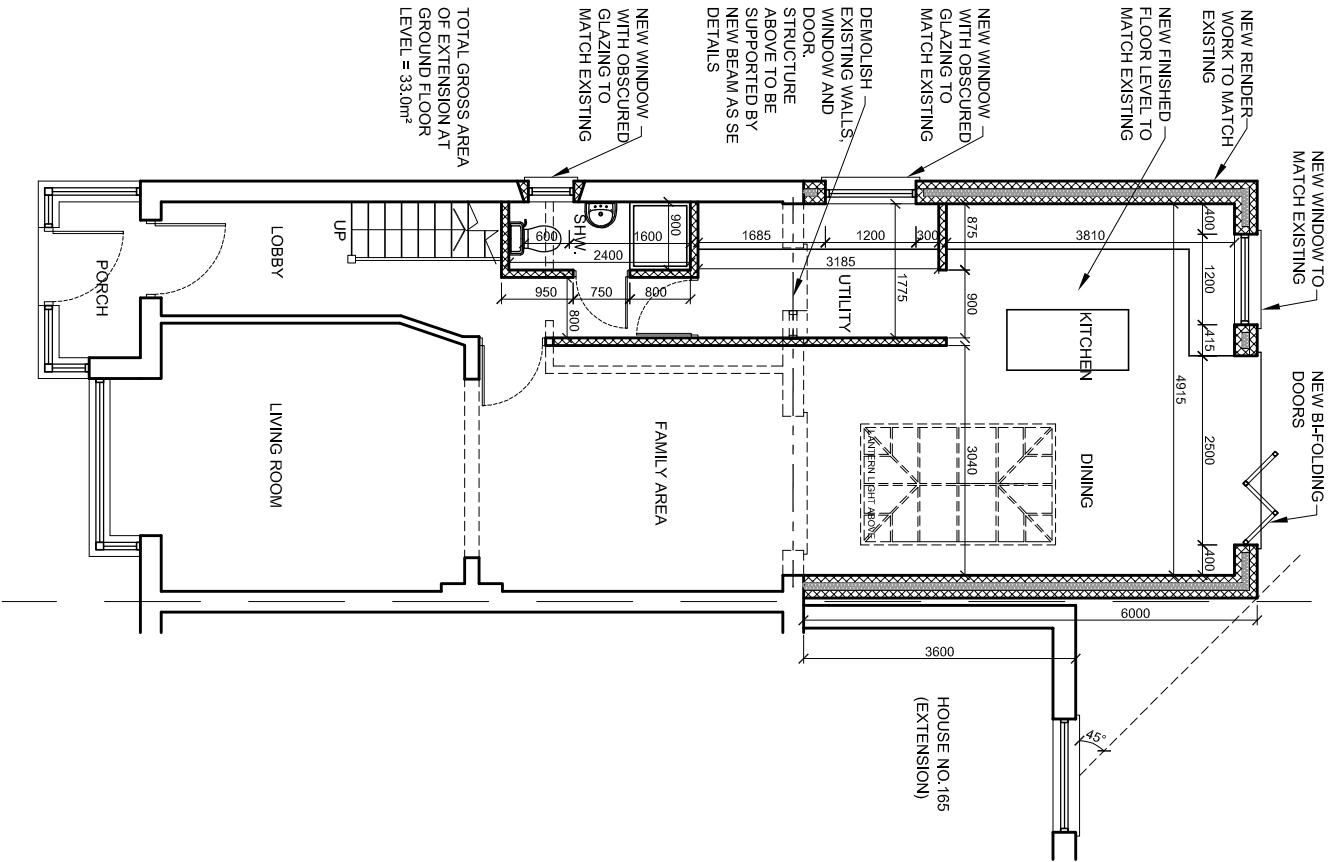 NEW WINDOW TO
MATCH EXISTING
NEW BI-FOLDING
DOORS
NEW RENDER
WORK TO MATCH
EXISTING
NEW FINISHED
FLOOR LEVEL TO
MATCH EXISTING
NEW WINDOW
WITH OBSCURED
GLAZING TO
MATCH EXISTING
DEMOLISH
EXISTING WALLS,
WINDOW AND
DOOR.
STRUCTURE
ABOVE TO BE
SUPPORTED BY
NEW BEAM AS SE
DETAILS
NEW WINDOW
WITH OBSCURED
GLAZING TO
MATCH EXISTING
TOTAL GROSS AREA
OF EXTENSION AT
GROUND FLOOR
LEVEL = 33.0m²
400
1200
415
2500
400
4915
3810
875
900
3040
300
1200
1685
3185
1775
900
1600
600
2400
950
750
800
800
6000
3600
45°
KITCHEN
DINING
LANTERN LIGHT ABOVE
UTILITY
FAMILY AREA
SHW.
UP
LOBBY
LIVING ROOM
PORCH
HOUSE NO.165
(EXTENSION)